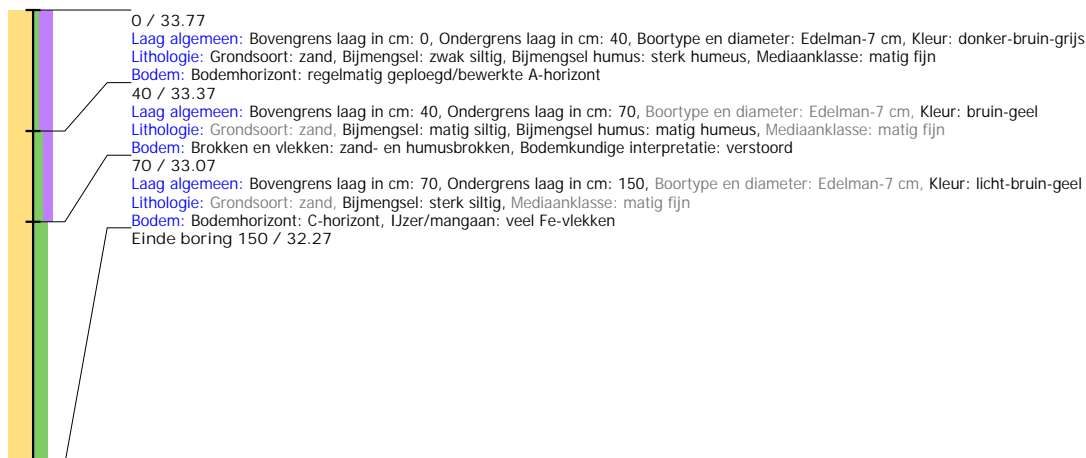 0 / 33.77
Laag algemeen: Bovengrens laag in cm: 0, Ondergrens laag in cm: 40, Boortype en diameter: Edelman-7 cm, Kleur: donker-bruin-grijs
Lithologie: Grondsoort: zand, Bijmengsel: zwak siltig, Bijmengsel humus: sterk humeus, Mediaanklasse: matig fijn
Bodem: Bodemhorizont: regelmatig geploegd/bewerkte A-horizont
40 / 33.37
Laag algemeen: Bovengrens laag in cm: 40, Ondergrens laag in cm: 70, Boortype en diameter: Edelman-7 cm, Kleur: bruin-geel
Lithologie: Grondsoort: zand, Bijmengsel: matig siltig, Bijmengsel humus: matig humeus, Mediaanklasse: matig fijn
Bodem: Brokken en vlekken: zand- en humusbrokken, Bodemkundige interpretatie: verstoord
70 / 33.07
Laag algemeen: Bovengrens laag in cm: 70, Ondergrens laag in cm: 150, Boortype en diameter: Edelman-7 cm, Kleur: licht-bruin-geel
Lithologie: Grondsoort: zand, Bijmengsel: sterk siltig, Mediaanklasse: matig fijn
Bodem: Bodemhorizont: C-horizont, IJzer/mangaan: veel Fe-vlekken
Einde boring 150 / 32.27